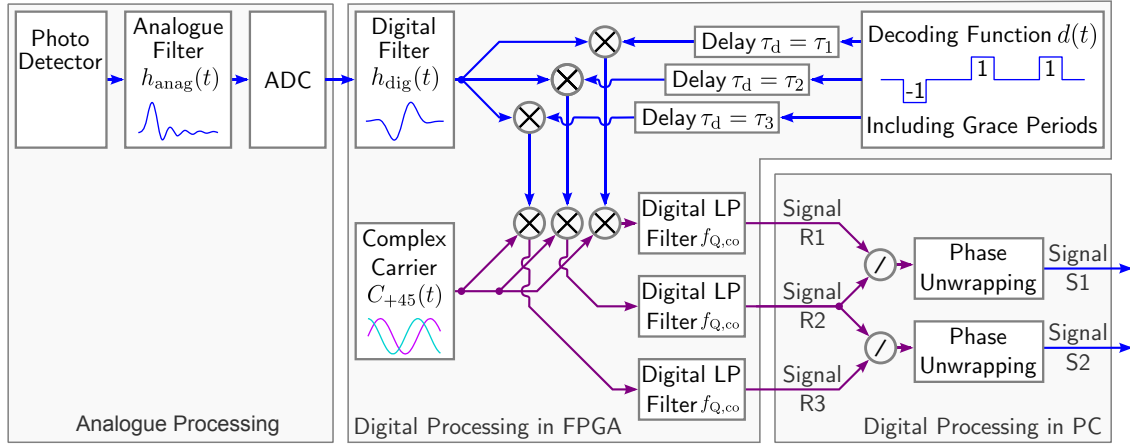 Photo
Detector
Analogue
Filter
h_anag(t)
ADC
Analogue Processing
Digital
Filter
h_dig(t)
Delay τ_d = τ_1
Delay τ_d = τ_2
Delay τ_d = τ_3
Decoding Function d(t)
-1
1
1
Including Grace Periods
Complex
Carrier
C_+45(t)
Digital LP
Filter f_Q,co
Digital LP
Filter f_Q,co
Digital LP
Filter f_Q,co
Digital Processing in FPGA
Signal
R1
Signal
R2
Signal
R3
/
/
Phase
Unwrapping
Phase
Unwrapping
Signal
S1
Signal
S2
Digital Processing in PC